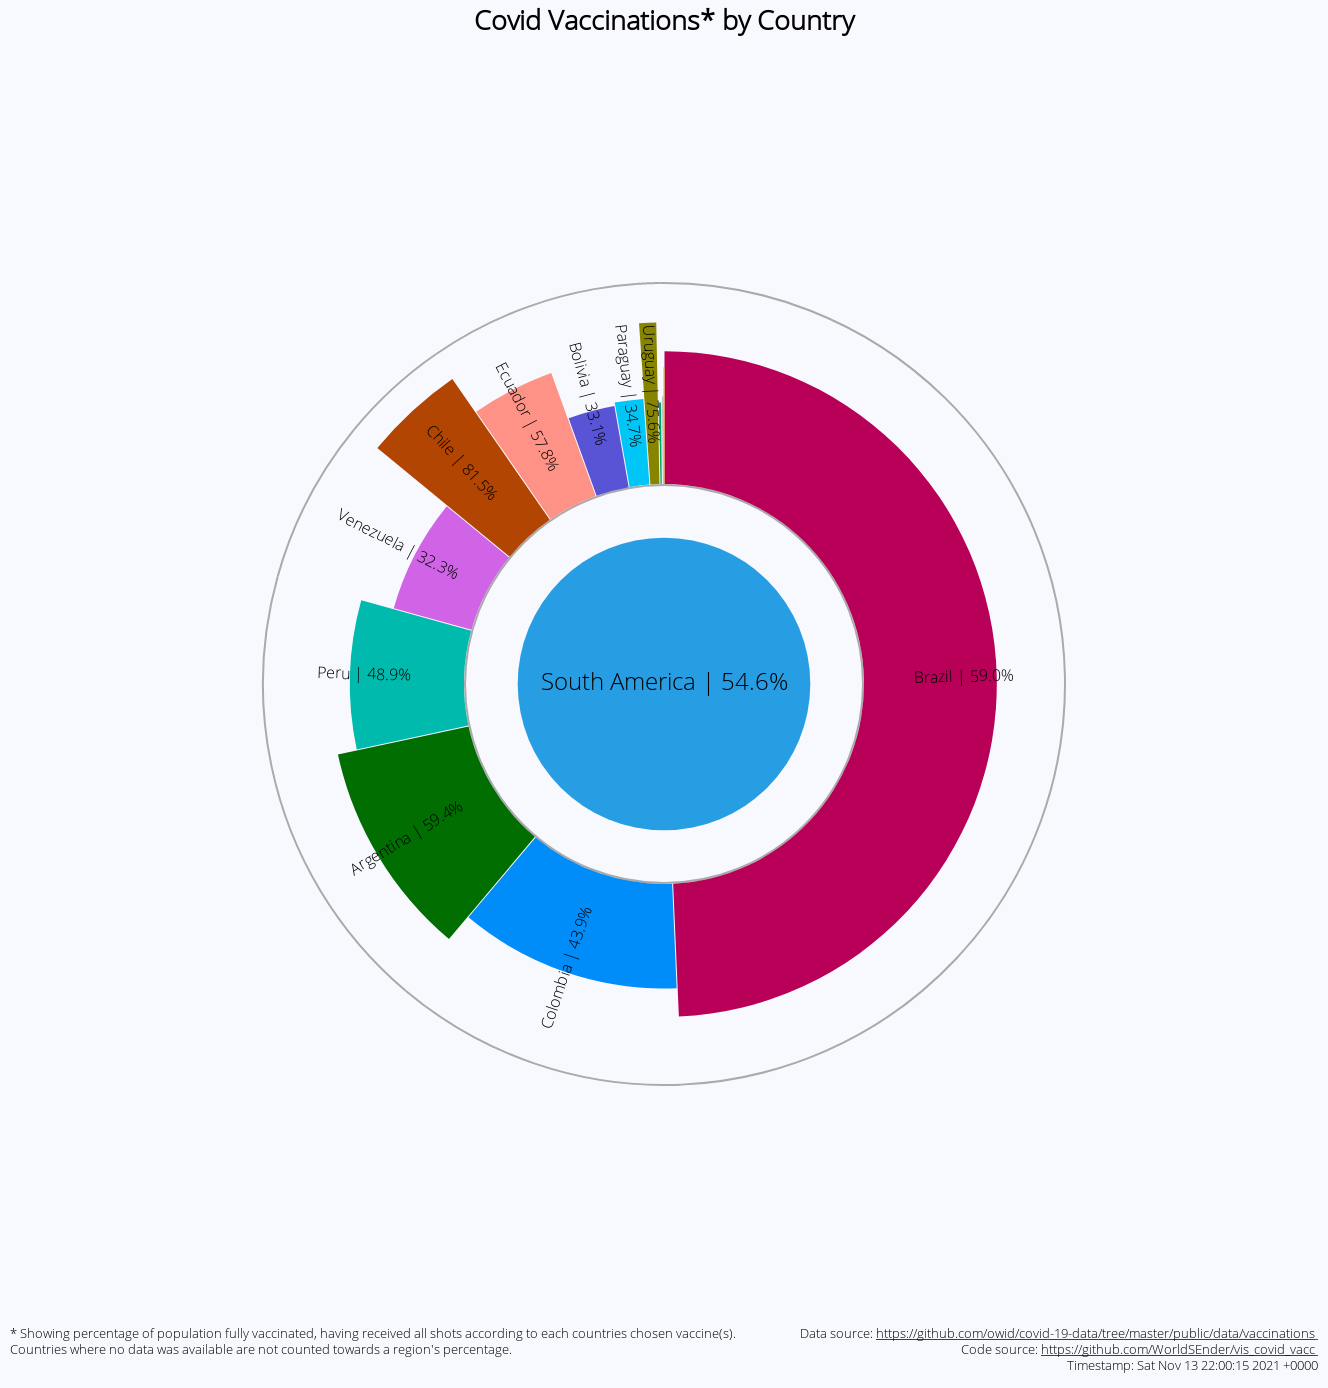 Covid Vaccinations* by Country
Uruguay | 75.6%
Paraguay | 34.7%
Bolivia | 33.1%
Ecuador | 57.8%
Chile | 81.5%
Venezuela | 32.3%
Peru | 48.9%
South America | 54.6%
Brazil | 59.0%
Argentina | 59.4%
Colombia | 43.9%
* Showing percentage of population fully vaccinated, having received all shots according to each countries chosen vaccine(s).
Countries where no data was available are not counted towards a region's percentage.
Data source: https://github.com/owid/covid-19-data/tree/master/public/data/vaccinations
Code source: https://github.com/WorldSEnder/vis_covid_vacc
Timestamp: Sat Nov 13 22:00:15 2021 +0000